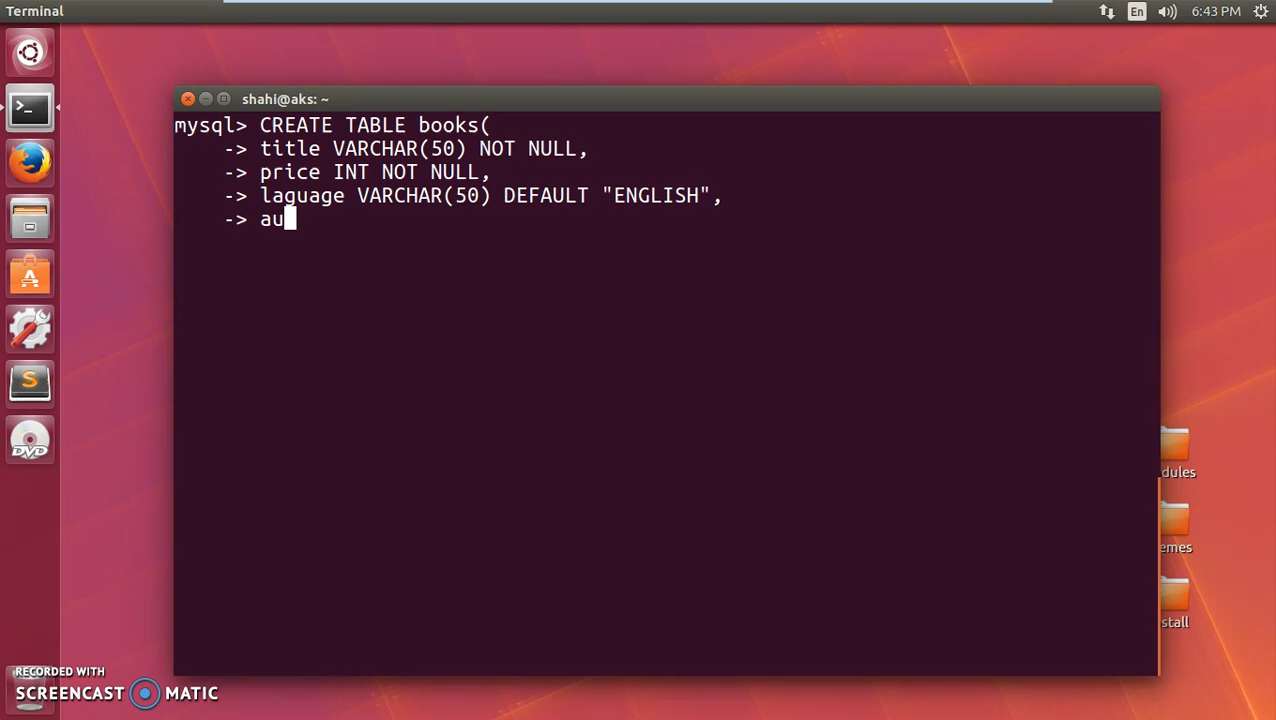 Terminal
En
6:43 PM
shahi@aks: ~
mysql> CREATE TABLE books(
-> title VARCHAR(50) NOT NULL,
-> price INT NOT NULL,
-> laguage VARCHAR(50) DEFAULT "ENGLISH",
-> au
dules
emes
stall
DVD
RECORDED WITH
SCREENCAST MATIC